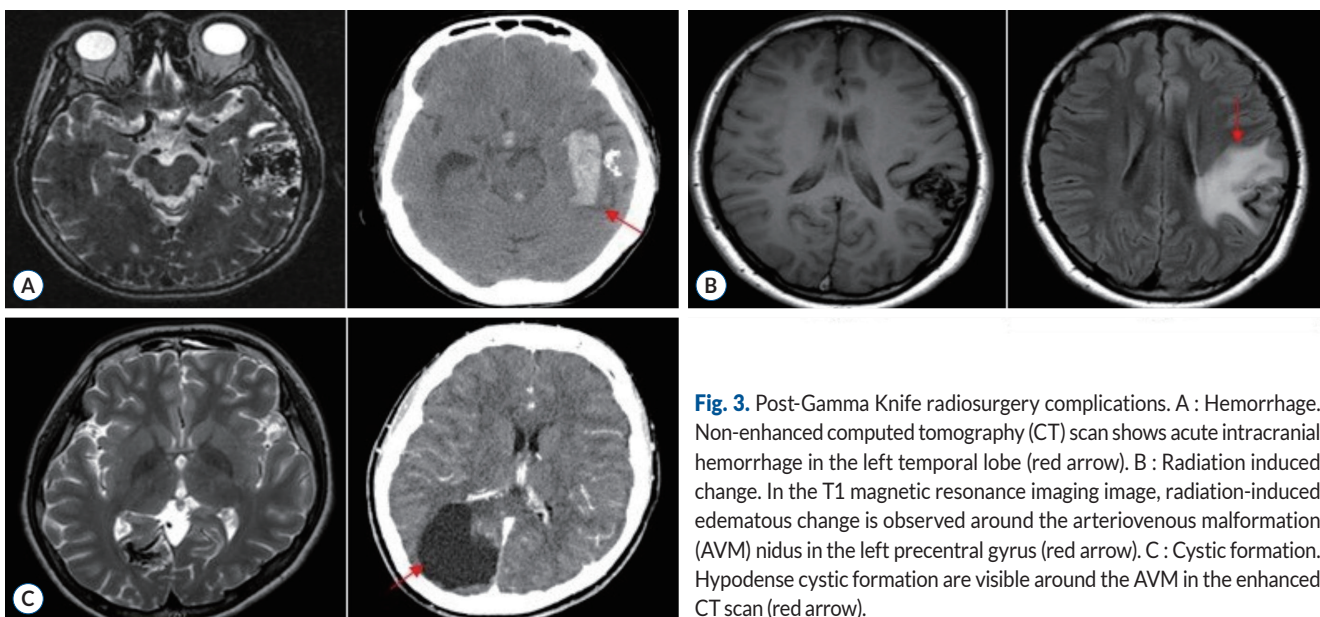 A
B
C
Fig. 3. Post-Gamma Knife radiosurgery complications. A : Hemorrhage.
Non-enhanced computed tomography (CT) scan shows acute intracranial
hemorrhage in the left temporal lobe (red arrow). B : Radiation induced
change. In the T1 magnetic resonance imaging image, radiation-induced
edematous change is observed around the arteriovenous malformation
(AVM) nidus in the left precentral gyrus (red arrow). C : Cystic formation.
Hypodense cystic formation are visible around the AVM in the enhanced
CT scan (red arrow).